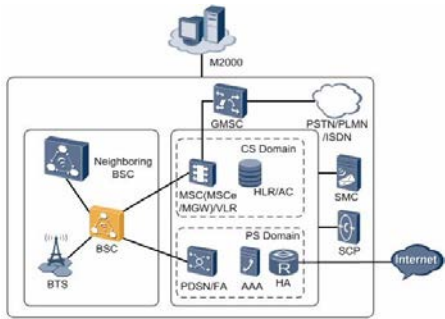 M2000
GMSC
PSTN/PLMN
/ISDN
Neighboring
BSC
CS Domain
MSC(MSCe
/MGW)/VLR
HLR/AC
SMC
BSC
SCP
PS Domain
BTS
PDSN/FA
AAA
R
HA
Internet